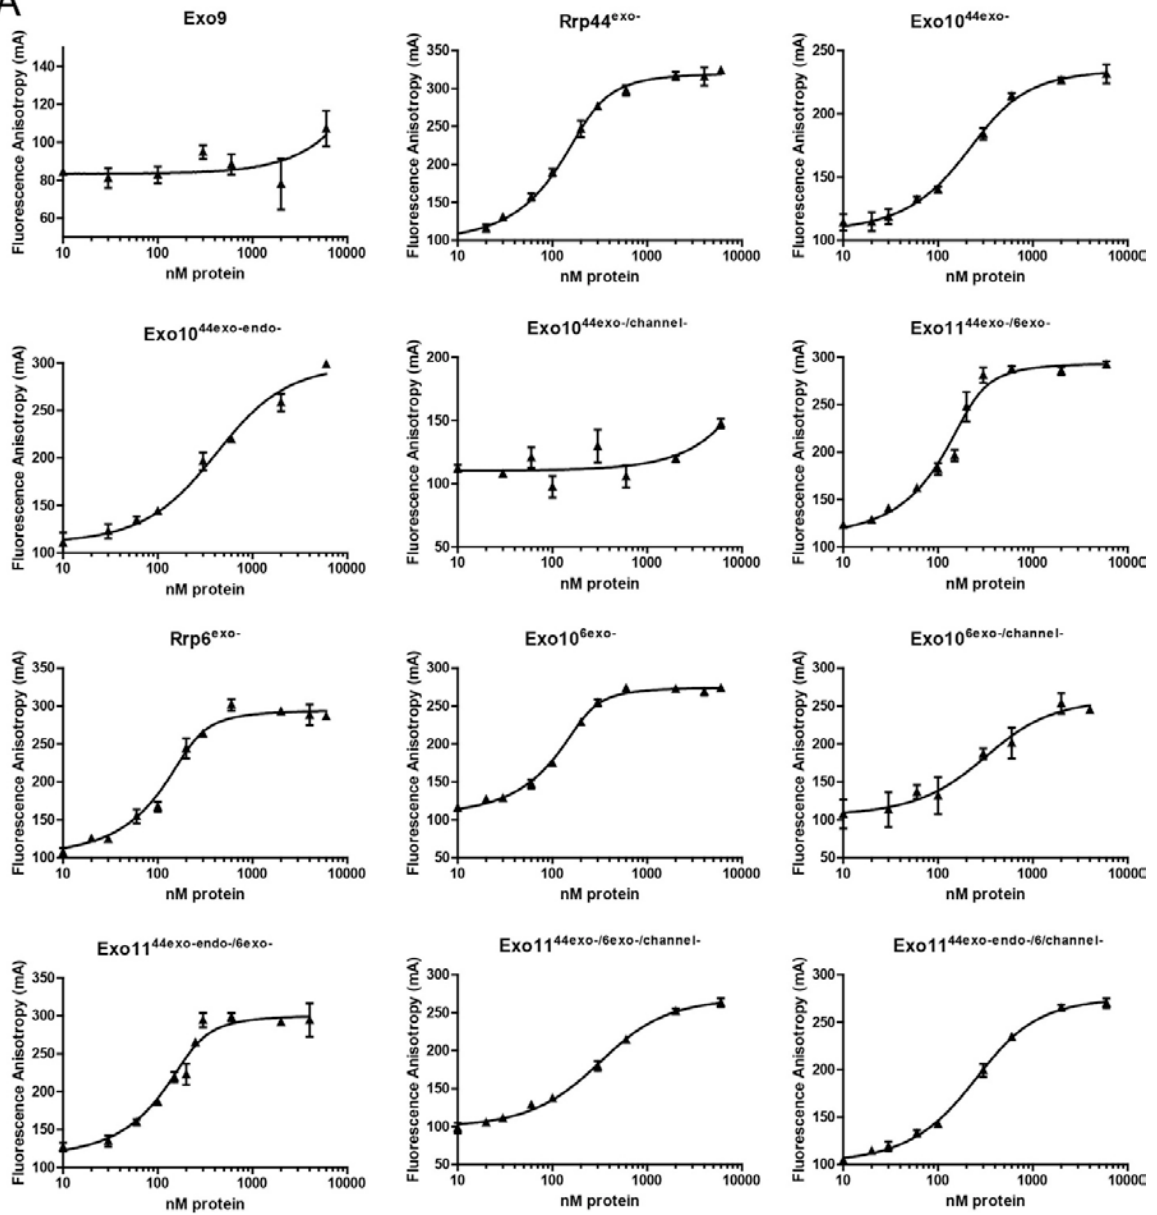 A
Exo9
Fluorescence Anisotropy (mA)
140
120
100
80
60
10 100 1000 10000
nM protein
Rrp44exo-
Fluorescence Anisotropy (mA)
350
300
250
200
150
100
10 100 1000 10000
nM protein
Exo1044exo-
Fluorescence Anisotropy (mA)
250
200
150
100
10 100 1000 10000
nM protein
Exo1044exo-endo-
Fluorescence Anisotropy (mA)
300
250
200
150
100
10 100 1000 10000
nM protein
Exo1044exo-/channel-
Fluorescence Anisotropy (mA)
200
150
100
50
10 100 1000 10000
nM protein
Exo1144exo-/6exo-
Fluorescence Anisotropy (mA)
300
250
200
150
100
10 100 1000 10000
nM protein
Rrp6exo-
Fluorescence Anisotropy (mA)
350
300
250
200
150
100
10 100 1000 10000
nM protein
Exo106exo-
Fluorescence Anisotropy (mA)
300
250
200
150
100
50
10 100 1000 10000
nM protein
Exo106exo-/channel-
Fluorescence Anisotropy (mA)
300
250
200
150
100
50
10 100 1000 10000
nM protein
Exo1144exo-endo-/6exo-
Fluorescence Anisotropy (mA)
350
300
250
200
150
100
10 100 1000 10000
nM protein
Exo1144exo-/6exo-/channel-
Fluorescence Anisotropy (mA)
300
250
200
150
100
50
10 100 1000 10000
nM protein
Exo1144exo-endo-/6/channel-
Fluorescence Anisotropy (mA)
300
250
200
150
100
10 100 1000 10000
nM protein